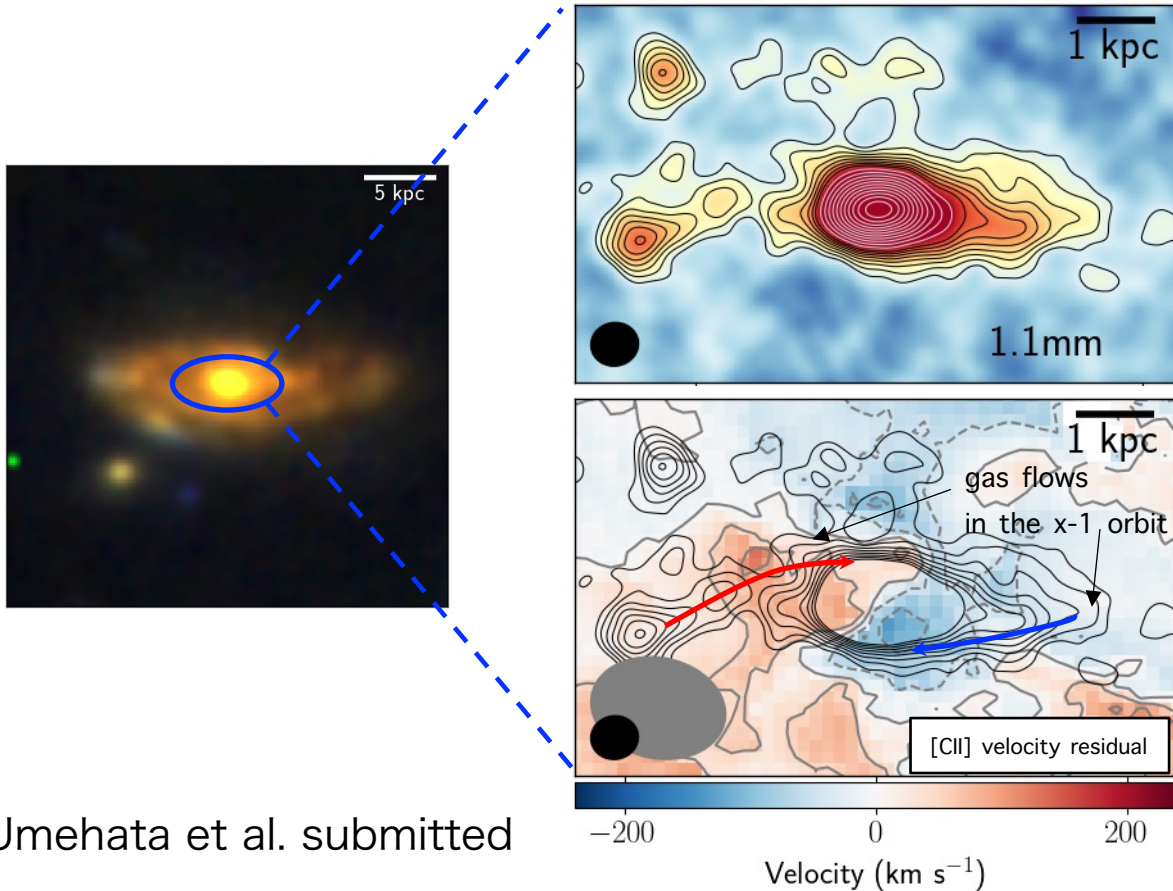 5 kpc
1 kpc
1.1mm
1 kpc
gas flows
in the x-1 orbit
[CII] velocity residual
−200 0 200
Velocity (km s⁻¹)
Umehata et al. submitted